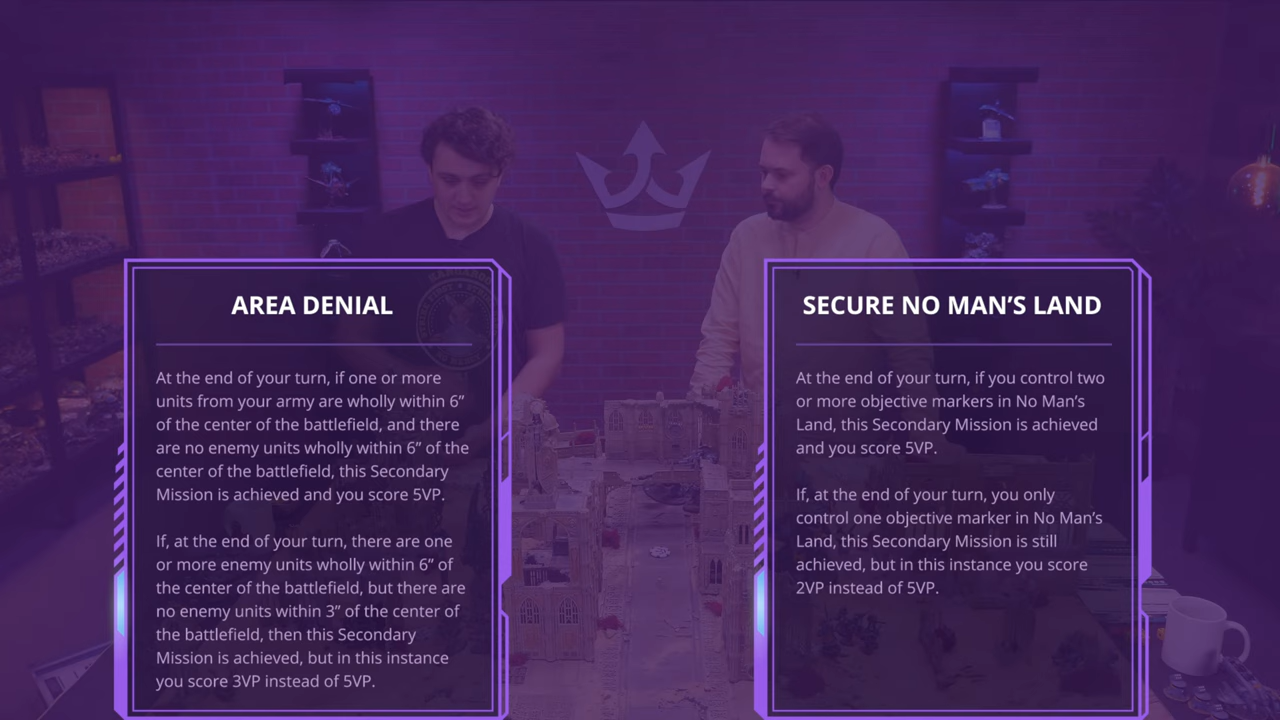 AREA DENIAL
At the end of your turn, if one or more
units from your army are wholly within 6”
of the center of the battlefield, and there
are no enemy units wholly within 6” of the
center of the battlefield, this Secondary
Mission is achieved and you score 5VP.
If, at the end of your turn, there are one
or more enemy units wholly within 6” of
the center of the battlefield, but there are
no enemy units within 3” of the center of
the battlefield, then this Secondary
Mission is achieved, but in this instance
you score 3VP instead of 5VP.
SECURE NO MAN’S LAND
At the end of your turn, if you control two
or more objective markers in No Man’s
Land, this Secondary Mission is achieved
and you score 5VP.
If, at the end of your turn, you only
control one objective marker in No Man’s
Land, this Secondary Mission is still
achieved, but in this instance you score
2VP instead of 5VP.